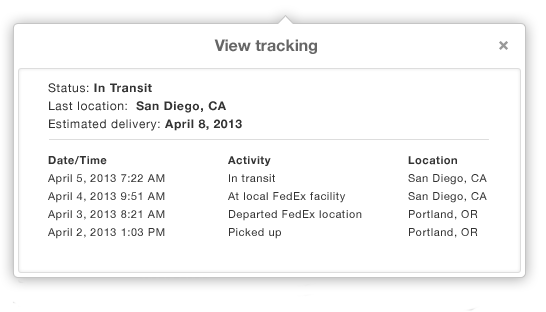 View tracking ×
Status: In Transit
Last location: San Diego, CA
Estimated delivery: April 8, 2013
Date/Time Activity Location
April 5, 2013 7:22 AM In transit San Diego, CA
April 4, 2013 9:51 AM At local FedEx facility San Diego, CA
April 3, 2013 8:21 AM Departed FedEx location Portland, OR
April 2, 2013 1:03 PM Picked up Portland, OR